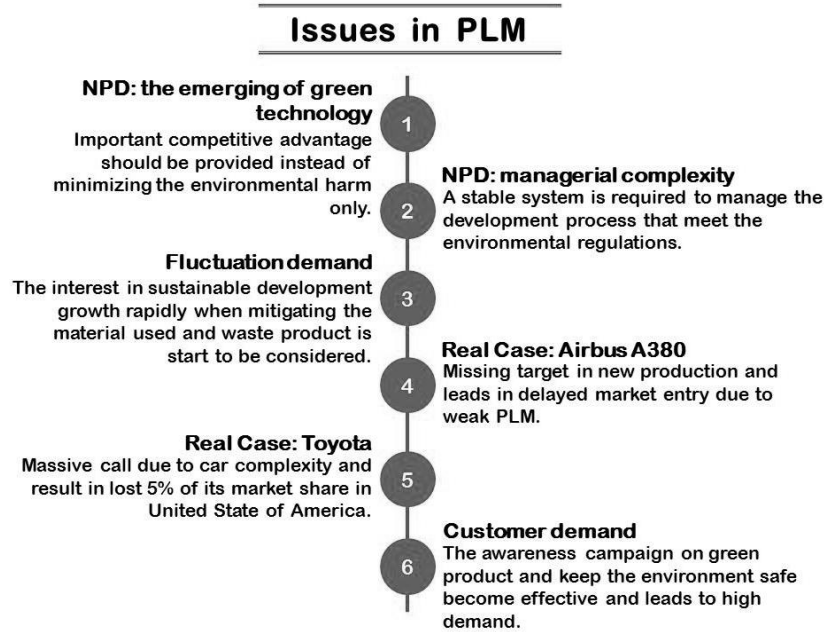 Issues in PLM
NPD: the emerging of green
technology
Important competitive advantage
should be provided instead of
minimizing the environmental harm
only.
1
NPD: managerial complexity
A stable system is required to manage the
development process that meet the
environmental regulations.
2
Fluctuation demand
The interest in sustainable development
growth rapidly when mitigating the
material used and waste product is
start to be considered.
3
Real Case: Airbus A380
Missing target in new production and
leads in delayed market entry due to
weak PLM.
4
Real Case: Toyota
Massive call due to car complexity and
result in lost 5% of its market share in
United State of America.
5
Customer demand
The awareness campaign on green
product and keep the environment safe
become effective and leads to high
demand.
6